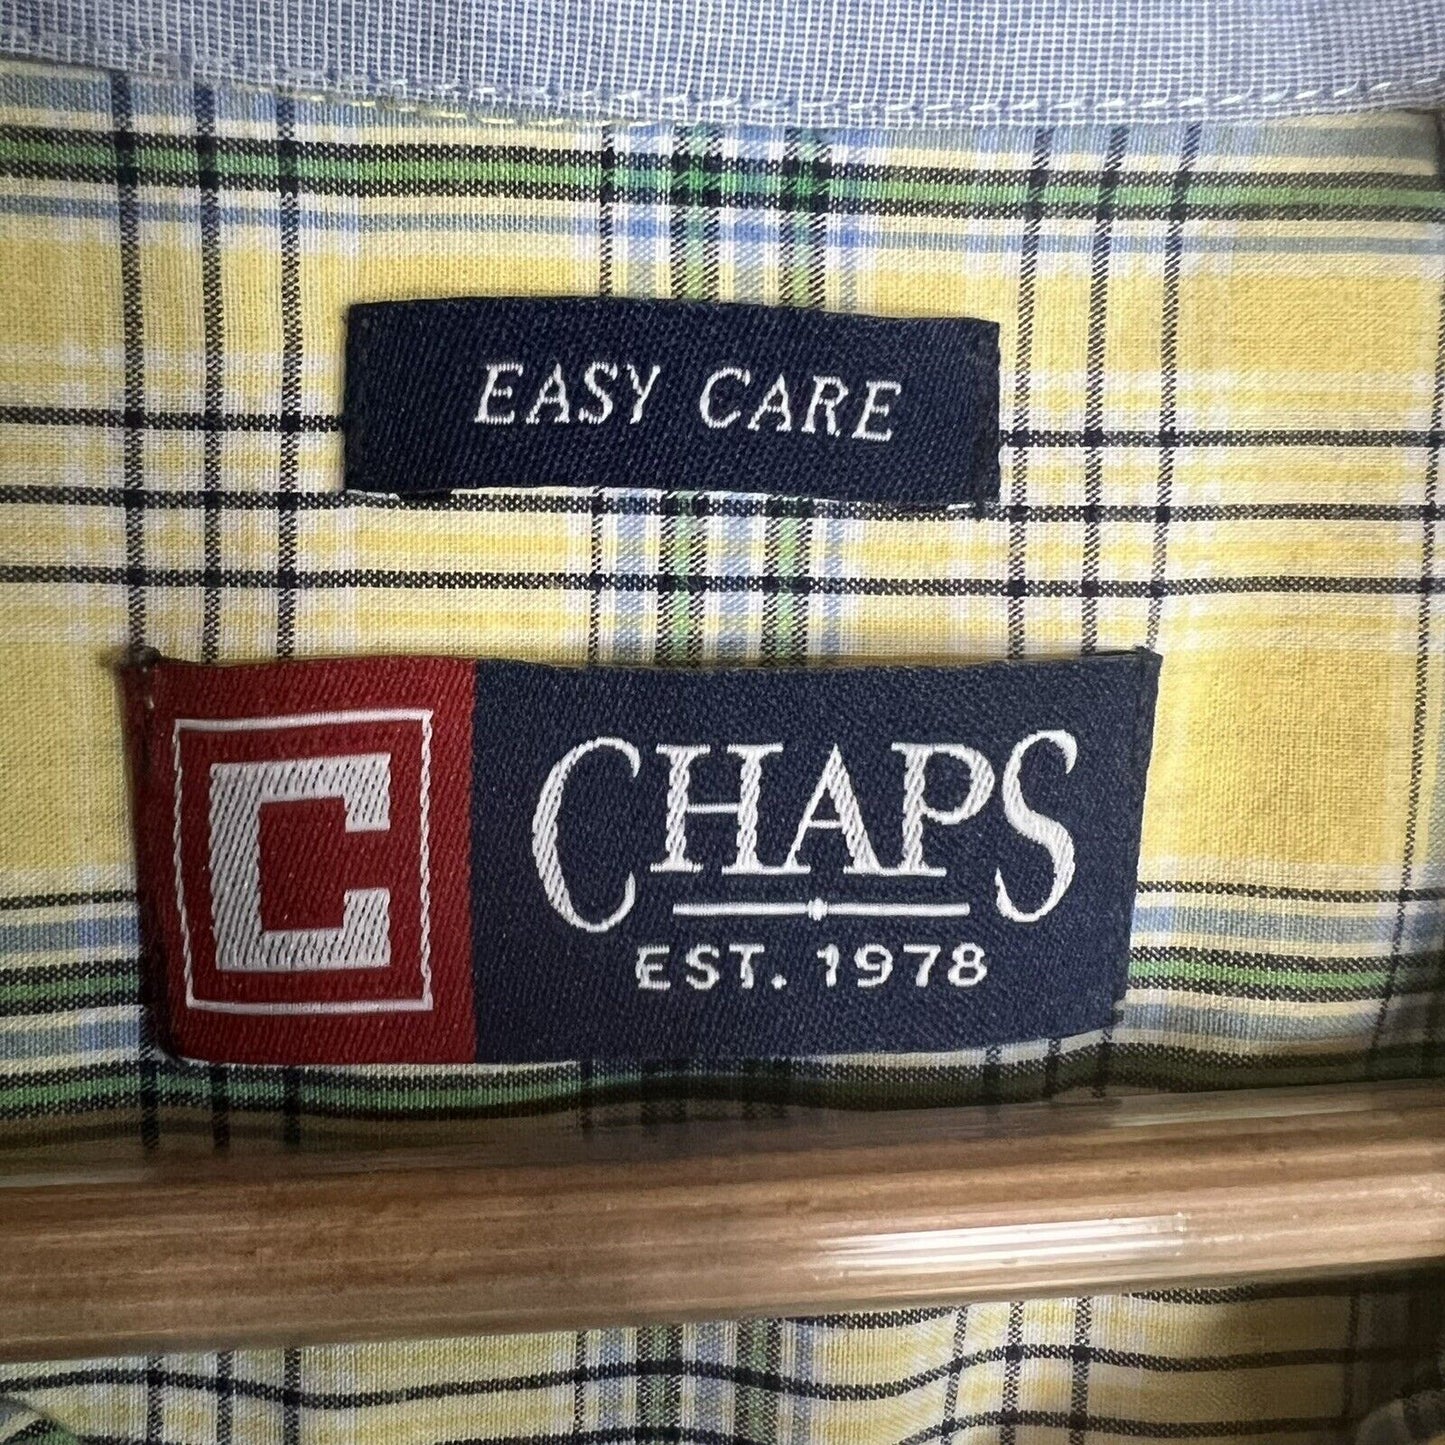 EASY CARE
C
CHAPS
EST. 1978